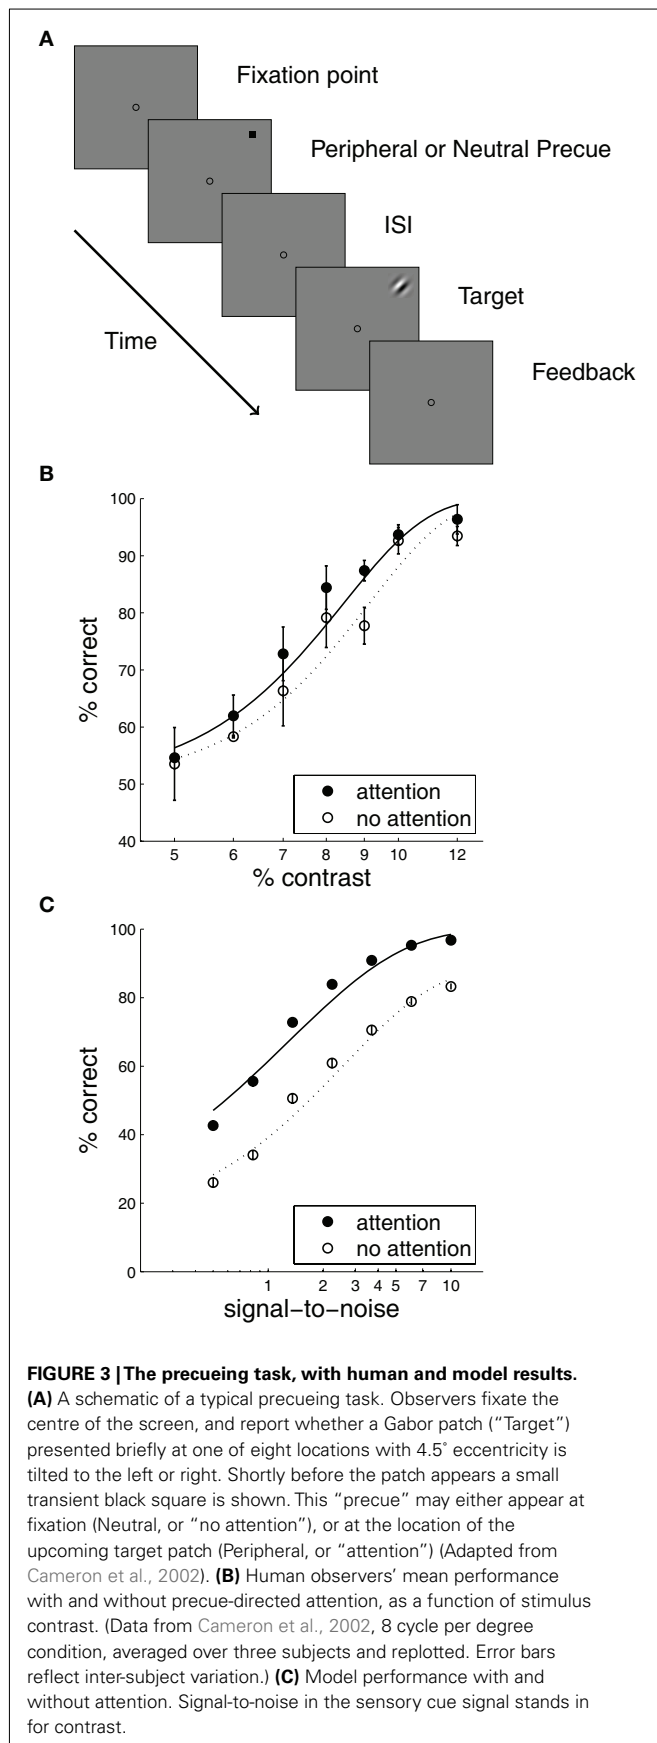 A
Fixation point
Peripheral or Neutral Precue
ISI
Target
Time
Feedback
B
100
90
80
70
60
50
40
% correct
attention
no attention
5 6 7 8 9 10 12
% contrast
C
100
80
60
40
20
0
% correct
attention
no attention
1 2 3 4 5 7 10
signal−to−noise
FIGURE 3 | The precueing task, with human and model results.
(A) A schematic of a typical precueing task. Observers fixate the
centre of the screen, and report whether a Gabor patch (“Target”)
presented briefly at one of eight locations with 4.5° eccentricity is
tilted to the left or right. Shortly before the patch appears a small
transient black square is shown. This “precue” may either appear at
fixation (Neutral, or “no attention”), or at the location of the
upcoming target patch (Peripheral, or “attention”) (Adapted from
Cameron et al., 2002). (B) Human observers’ mean performance
with and without precue-directed attention, as a function of stimulus
contrast. (Data from Cameron et al., 2002, 8 cycle per degree
condition, averaged over three subjects and replotted. Error bars
reflect inter-subject variation.) (C) Model performance with and
without attention. Signal-to-noise in the sensory cue signal stands in
for contrast.